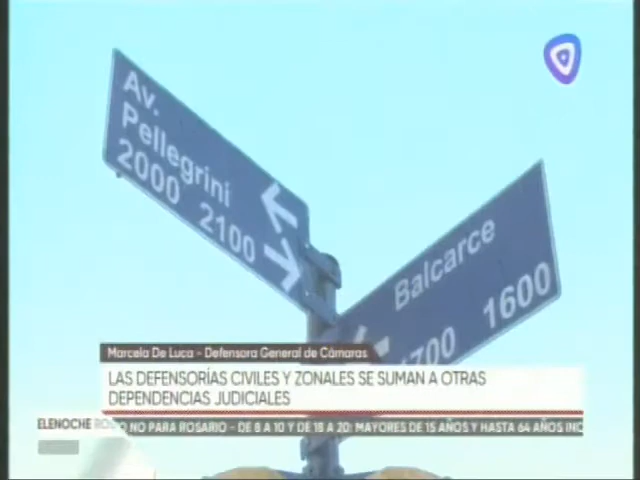 Av.
Pellegrini
2000 2100
Balcarce
1700 1600
Marcela De Luca - Defensora General de Cámaras
LAS DEFENSORÍAS CIVILES Y ZONALES SE SUMAN A OTRAS
DEPENDENCIAS JUDICIALES
ELENOCHE NO PARA ROSARIO - DE 8 A 10 Y DE 18 A 20: MAYORES DE 15 AÑOS Y HASTA 64 AÑOS